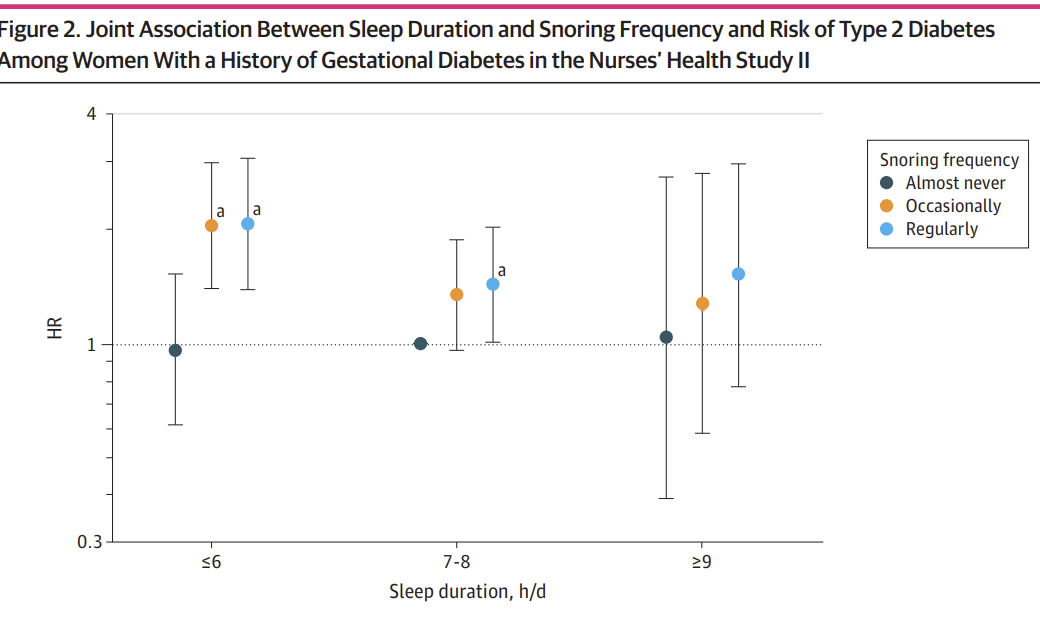 Figure 2. Joint Association Between Sleep Duration and Snoring Frequency and Risk of Type 2 Diabetes
Among Women With a History of Gestational Diabetes in the Nurses' Health Study II
4
Snoring frequency
Almost never
Occasionally
Regularly
a
a
a
HR
1
0.3
≤6
7-8
≥9
Sleep duration, h/d